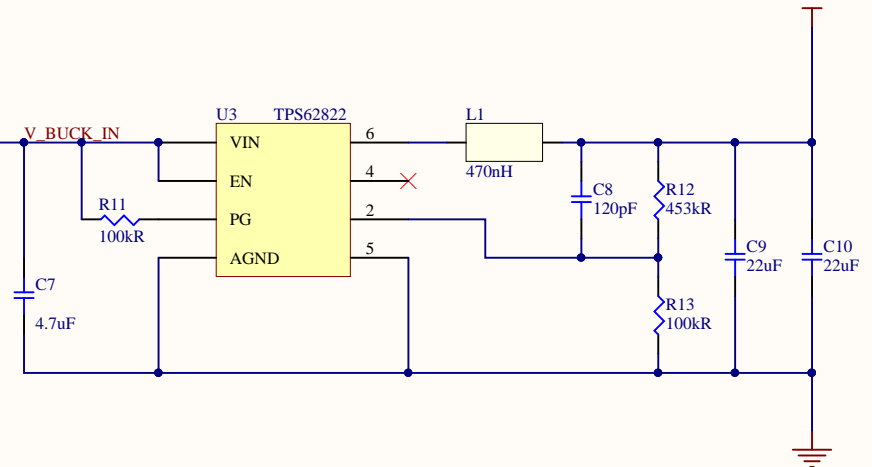 U3 TPS62822
V_BUCK_IN
VIN
EN
PG
AGND
6
4
2
5
L1
470nH
R11
100kR
C7
4.7uF
C8
120pF
R12
453kR
R13
100kR
C9
22uF
C10
22uF